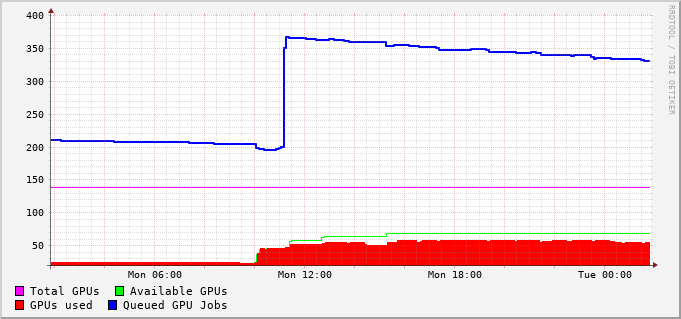 400
350
300
250
200
150
100
50
Mon 06:00 Mon 12:00 Mon 18:00 Tue 00:00
Total GPUs Available GPUs
GPUs used Queued GPU Jobs
RRDTOOL / TOBI OETIKER